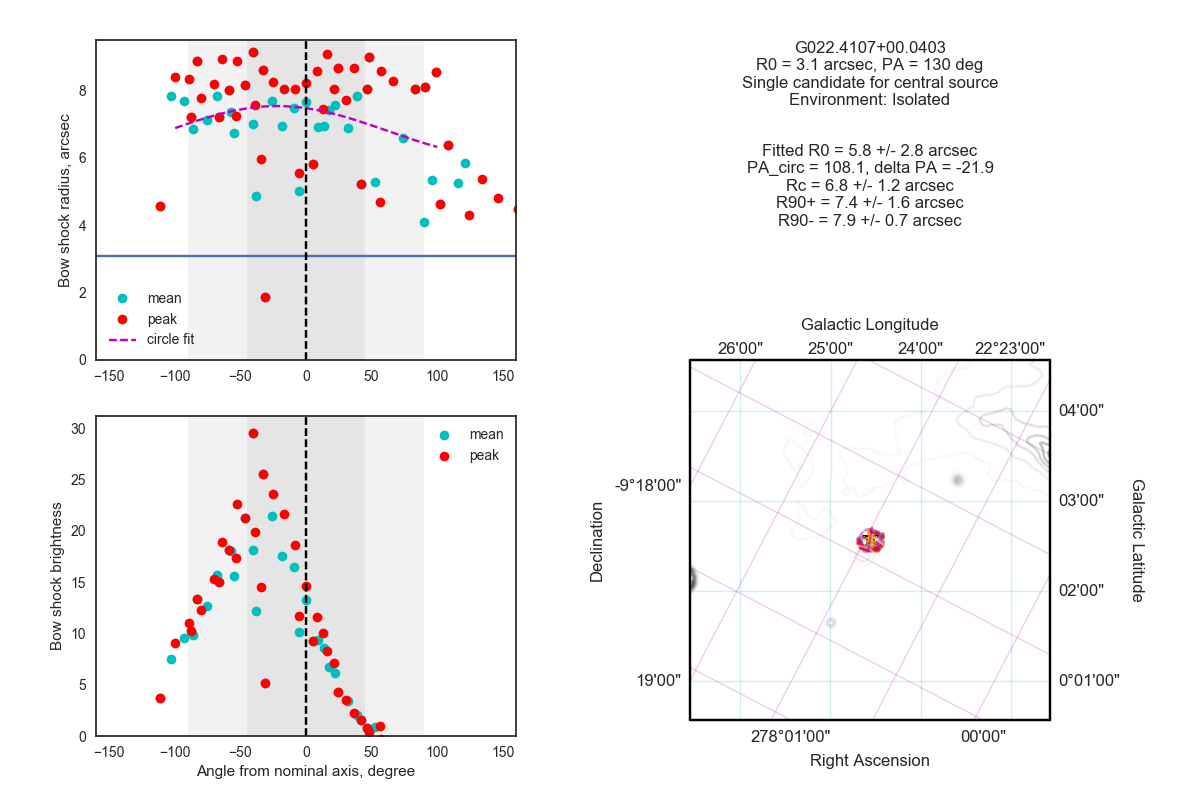 G022.4107+00.0403
R0 = 3.1 arcsec, PA = 130 deg
Single candidate for central source
Environment: Isolated
Fitted R0 = 5.8 +/- 2.8 arcsec
PA_circ = 108.1, delta PA = -21.9
Rc = 6.8 +/- 1.2 arcsec
R90+ = 7.4 +/- 1.6 arcsec
R90- = 7.9 +/- 0.7 arcsec
Bow shock radius, arcsec
8
6
4
2
0
mean
peak
circle fit
−150 −100 −50 0 50 100 150
Bow shock brightness
30
25
20
15
10
5
0
mean
peak
−150 −100 −50 0 50 100 150
Angle from nominal axis, degree
Galactic Longitude
26'00" 25'00" 24'00" 22°23'00"
04'00"
03'00"
02'00"
0°01'00"
Galactic Latitude
Declination
-9°18'00"
19'00"
278°01'00" 00'00"
Right Ascension